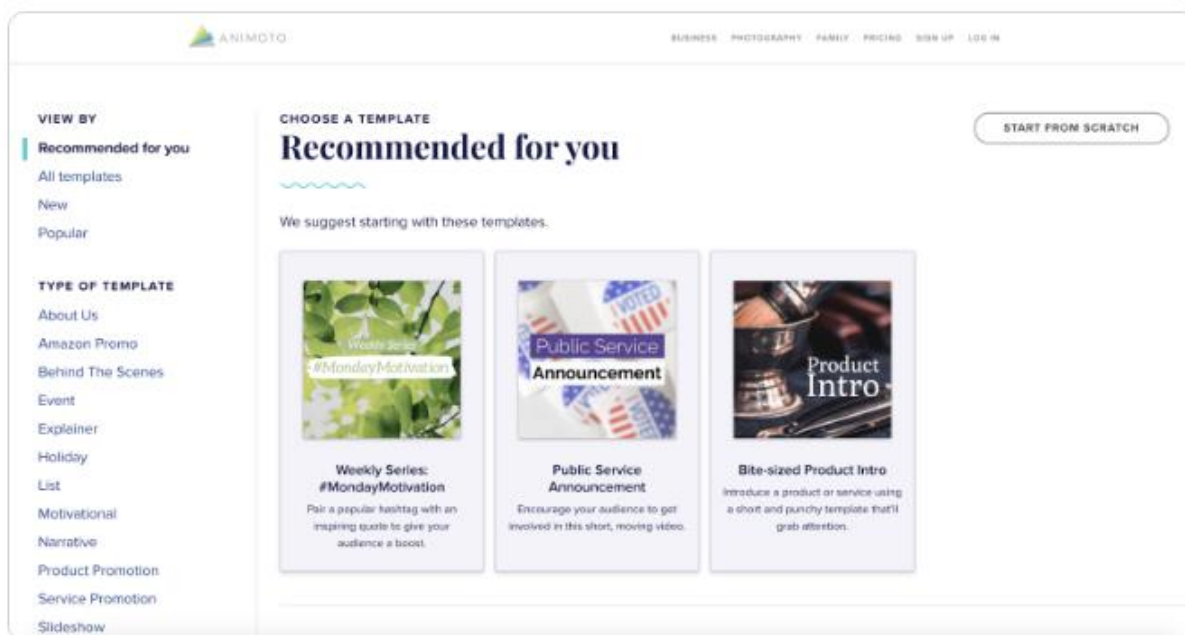 ANIMOTO
BUSINESS PHOTOGRAPHY FAMILY PRICING SIGN UP LOG IN
VIEW BY
Recommended for you
All templates
New
Popular
TYPE OF TEMPLATE
About Us
Amazon Promo
Behind The Scenes
Event
Explainer
Holiday
List
Motivational
Narrative
Product Promotion
Service Promotion
Slideshow
CHOOSE A TEMPLATE
Recommended for you
START FROM SCRATCH
We suggest starting with these templates.
Weekly Series
#MondayMotivation
Weekly Series:
#MondayMotivation
Pair a popular hashtag with an
inspiring quote to give your
audience a boost.
VOTED
Public Service
Announcement
VOTED
VOTED
Public Service
Announcement
Encourage your audience to get
involved in this short, moving video.
Product
Intro
Bite-sized Product Intro
Introduce a product or service using
a short and punchy template that'll
grab attention.